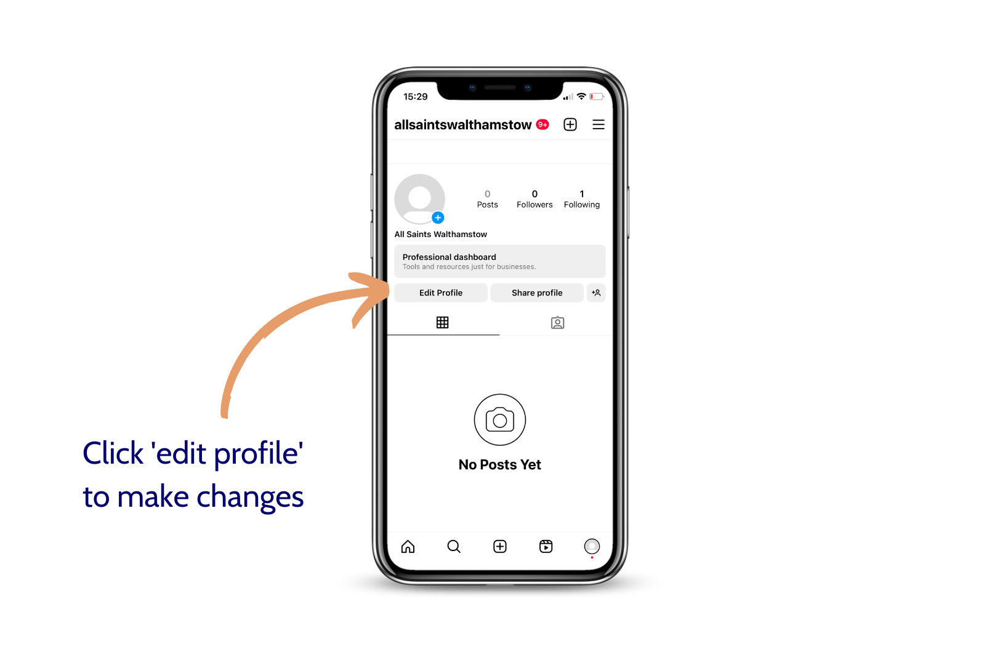 15:29
allsaintswalthamstow 9+
0 0 1
Posts Followers Following
All Saints Walthamstow
Professional dashboard
Tools and resources just for businesses.
Edit Profile Share profile
No Posts Yet
Click 'edit profile'
to make changes